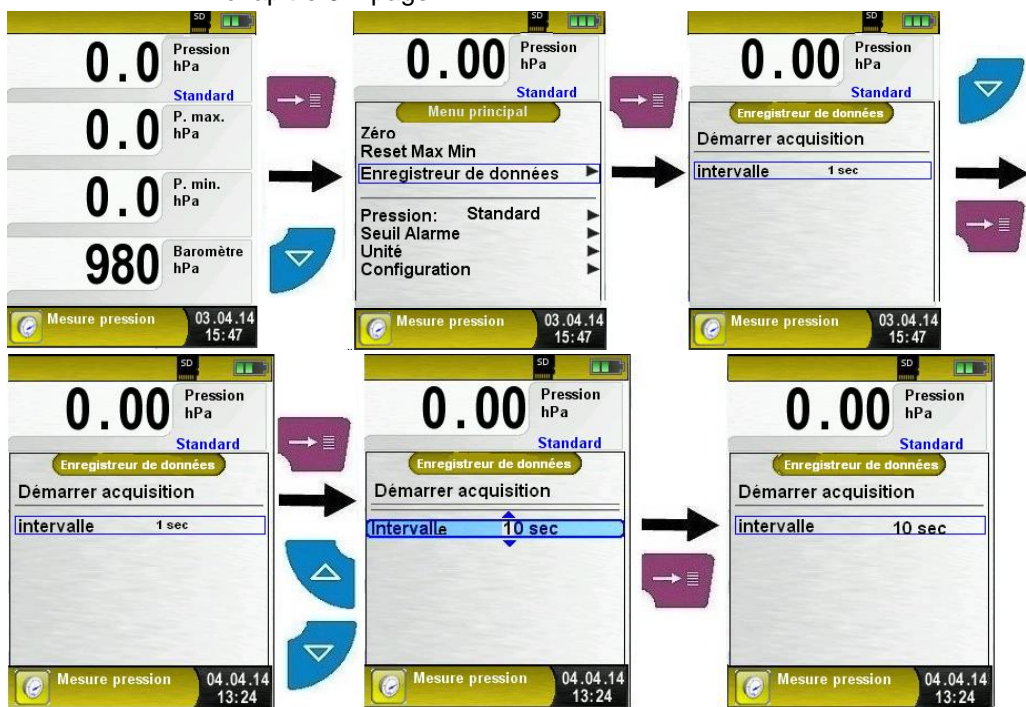 page
SD
0.0 Pression
hPa
Standard
0.0 P. max.
hPa
0.0 P. min.
hPa
980 Baromètre
hPa
Mesure pression 03.04.14
15:47
SD
0.00 Pression
hPa
Standard
Menu principal
Zéro
Reset Max Min
Enregistreur de données
Pression: Standard
Seuil Alarme
Unité
Configuration
Mesure pression 03.04.14
15:47
SD
0.00 Pression
hPa
Standard
Enregistreur de données
Démarrer acquisition
intervalle 1 sec
Mesure pression 03.04.14
15:47
SD
0.00 Pression
hPa
Standard
Enregistreur de données
Démarrer acquisition
intervalle 1 sec
Mesure pression 04.04.14
13:24
SD
0.00 Pression
hPa
Standard
Enregistreur de données
Démarrer acquisition
Intervalle 10 sec
Mesure pression 04.04.14
13:24
SD
0.00 Pression
hPa
Standard
Enregistreur de données
Démarrer acquisition
intervalle 10 sec
Mesure pression 04.04.14
13:24